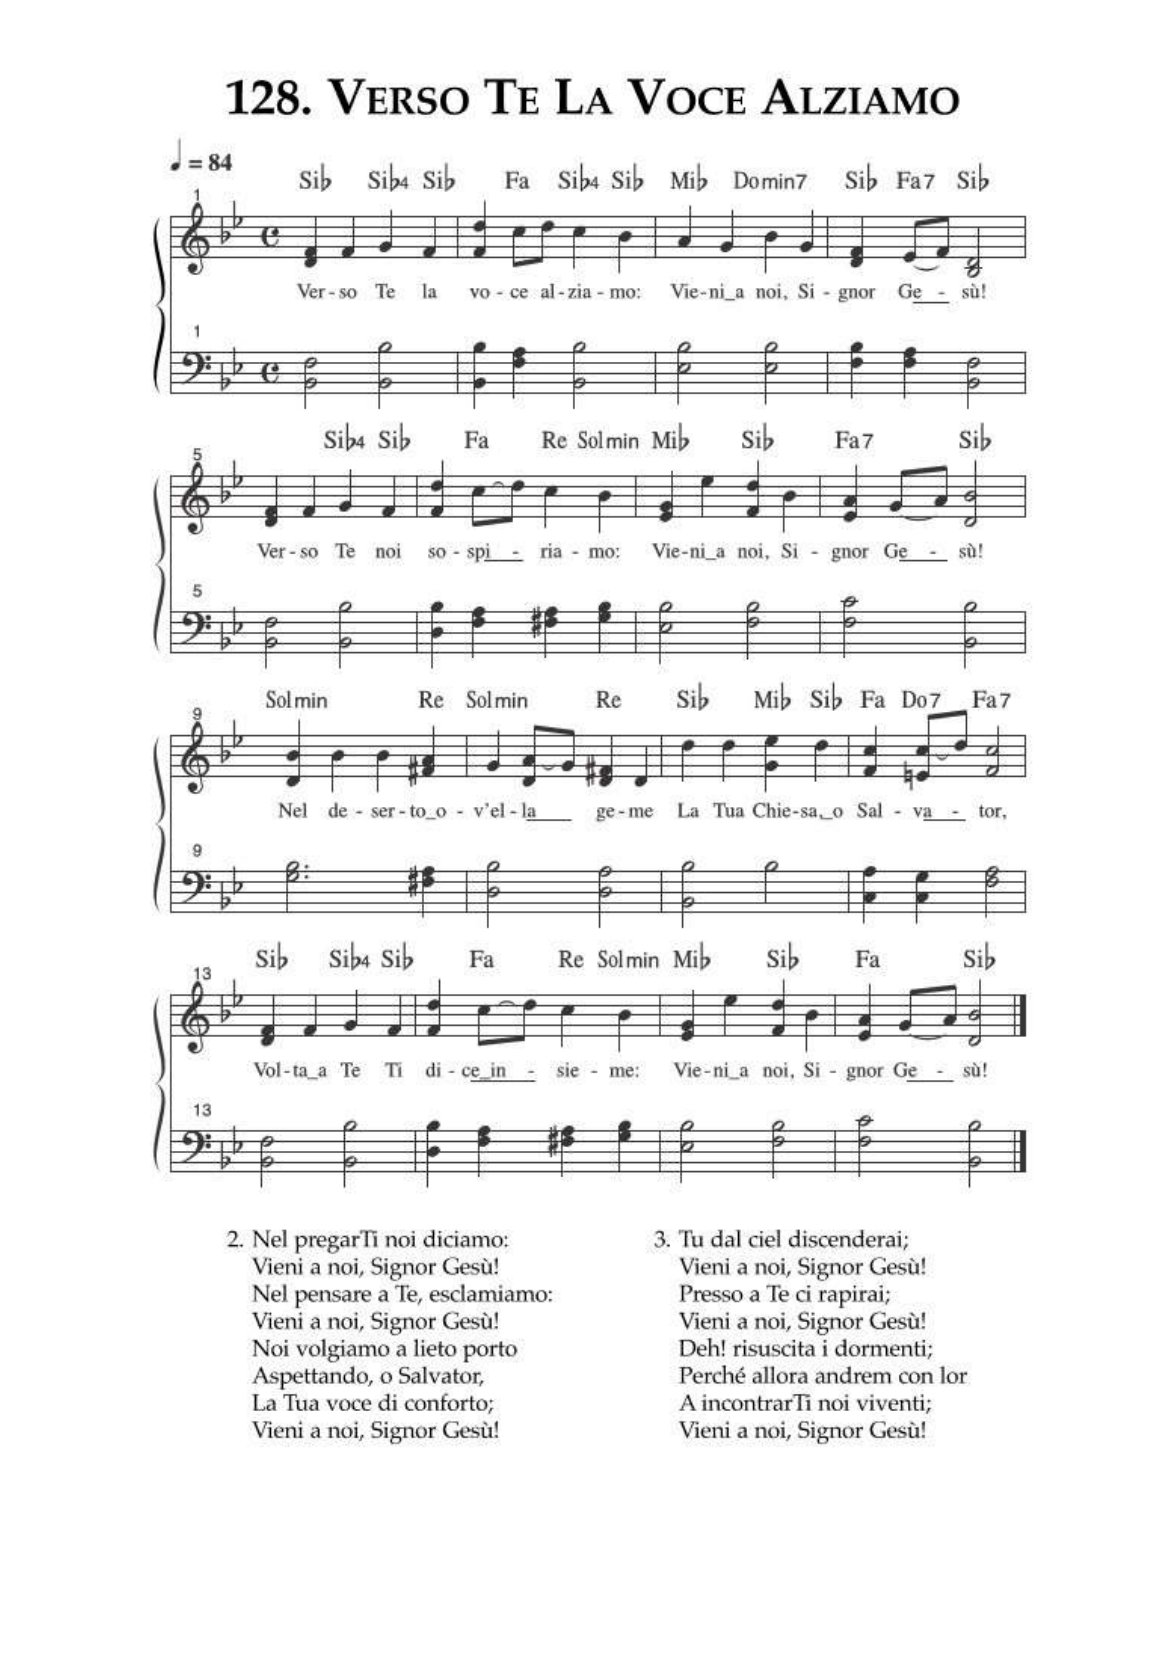 128. Verso Te La Voce Alziamo
♩ = 84
Si♭ Si♭4 Si♭ Fa Si♭4 Si♭ Mi♭ Domin7 Si♭ Fa7 Si♭
1
Ver - so Te la vo - ce al - zia - mo: Vie - ni_a noi, Si - gnor Ge - sù!
1
Si♭4 Si♭ Fa Re Solmin Mi♭ Si♭ Fa7 Si♭
5
Ver - so Te noi so - spi - ria - mo: Vie - ni_a noi, Si - gnor Ge - sù!
5
Solmin Re Solmin Re Si♭ Mi♭ Si♭ Fa Do7 Fa7
9
Nel de - ser - to_o - v'el - la ge - me La Tua Chie - sa,_o Sal - va - tor,
9
Si♭ Si♭4 Si♭ Fa Re Solmin Mi♭ Si♭ Fa Si♭
13
Vol - ta_a Te Ti di - ce_in - sie - me: Vie - ni_a noi, Si - gnor Ge - sù!
13
2. Nel pregarTi noi diciamo:
Vieni a noi, Signor Gesù!
Nel pensare a Te, esclamiamo:
Vieni a noi, Signor Gesù!
Noi volgiamo a lieto porto
Aspettando, o Salvator,
La Tua voce di conforto;
Vieni a noi, Signor Gesù!
3. Tu dal ciel discenderai;
Vieni a noi, Signor Gesù!
Presso a Te ci rapirai;
Vieni a noi, Signor Gesù!
Deh! risuscita i dormenti;
Perché allora andrem con lor
A incontrarTi noi viventi;
Vieni a noi, Signor Gesù!